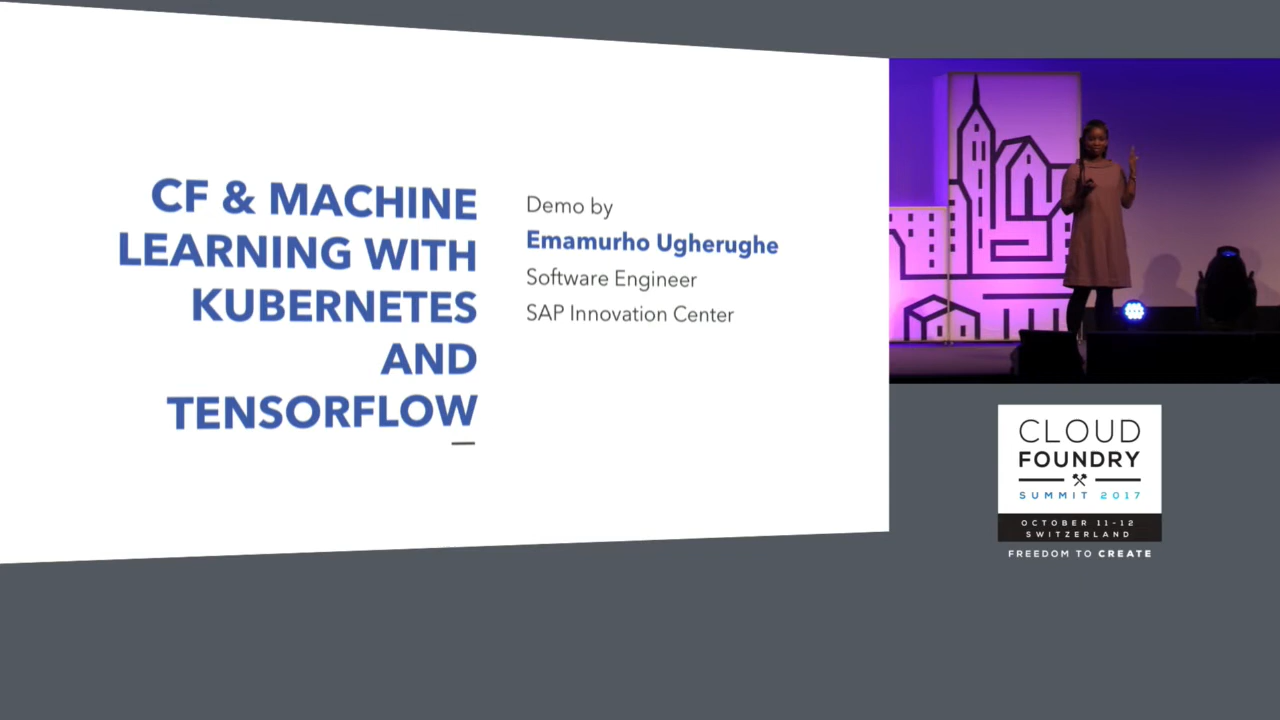 CF & MACHINE
LEARNING WITH
KUBERNETES
AND
TENSORFLOW
Demo by
Emamurho Ugherughe
Software Engineer
SAP Innovation Center
CLOUD
FOUNDRY
SUMMIT 2017
OCTOBER 11-12
SWITZERLAND
FREEDOM TO CREATE